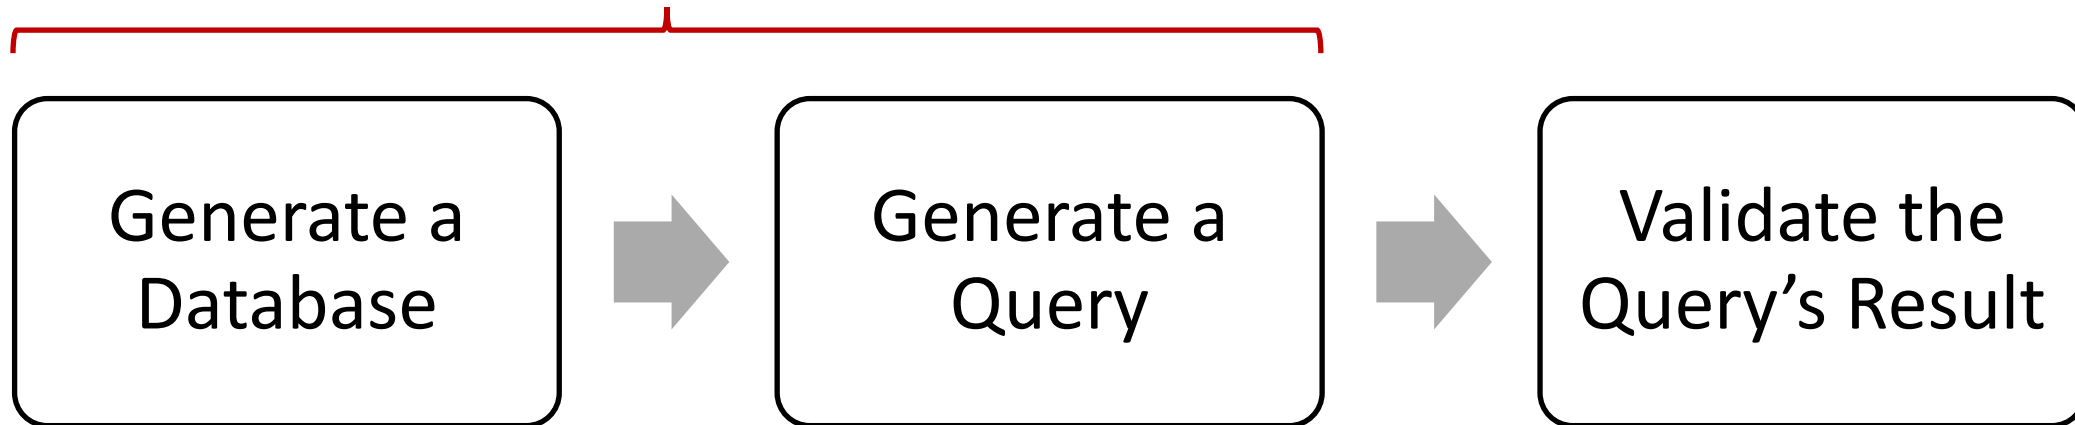 Generate a
Database
Generate a
Query
Validate the
Query’s Result